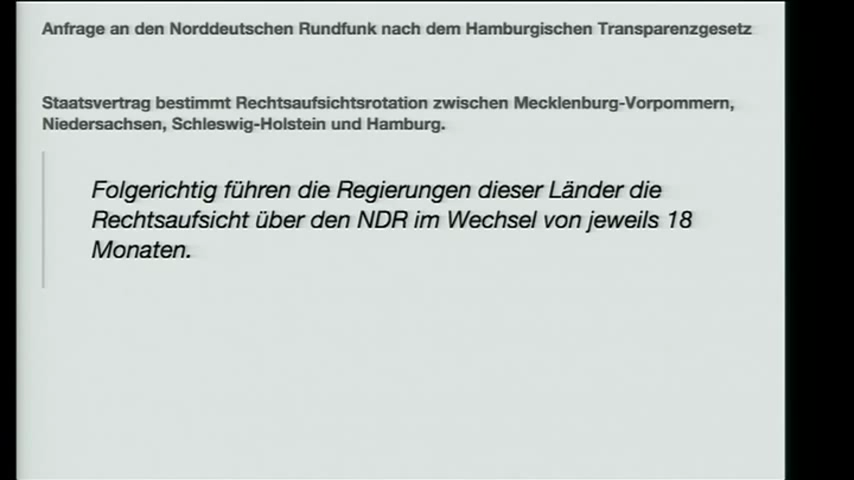 Anfrage an den Norddeutschen Rundfunk nach dem Hamburgischen Transparenzgesetz
Staatsvertrag bestimmt Rechtsaufsichtsrotation zwischen Mecklenburg-Vorpommern,
Niedersachsen, Schleswig-Holstein und Hamburg.
Folgerichtig führen die Regierungen dieser Länder die
Rechtsaufsicht über den NDR im Wechsel von jeweils 18
Monaten.